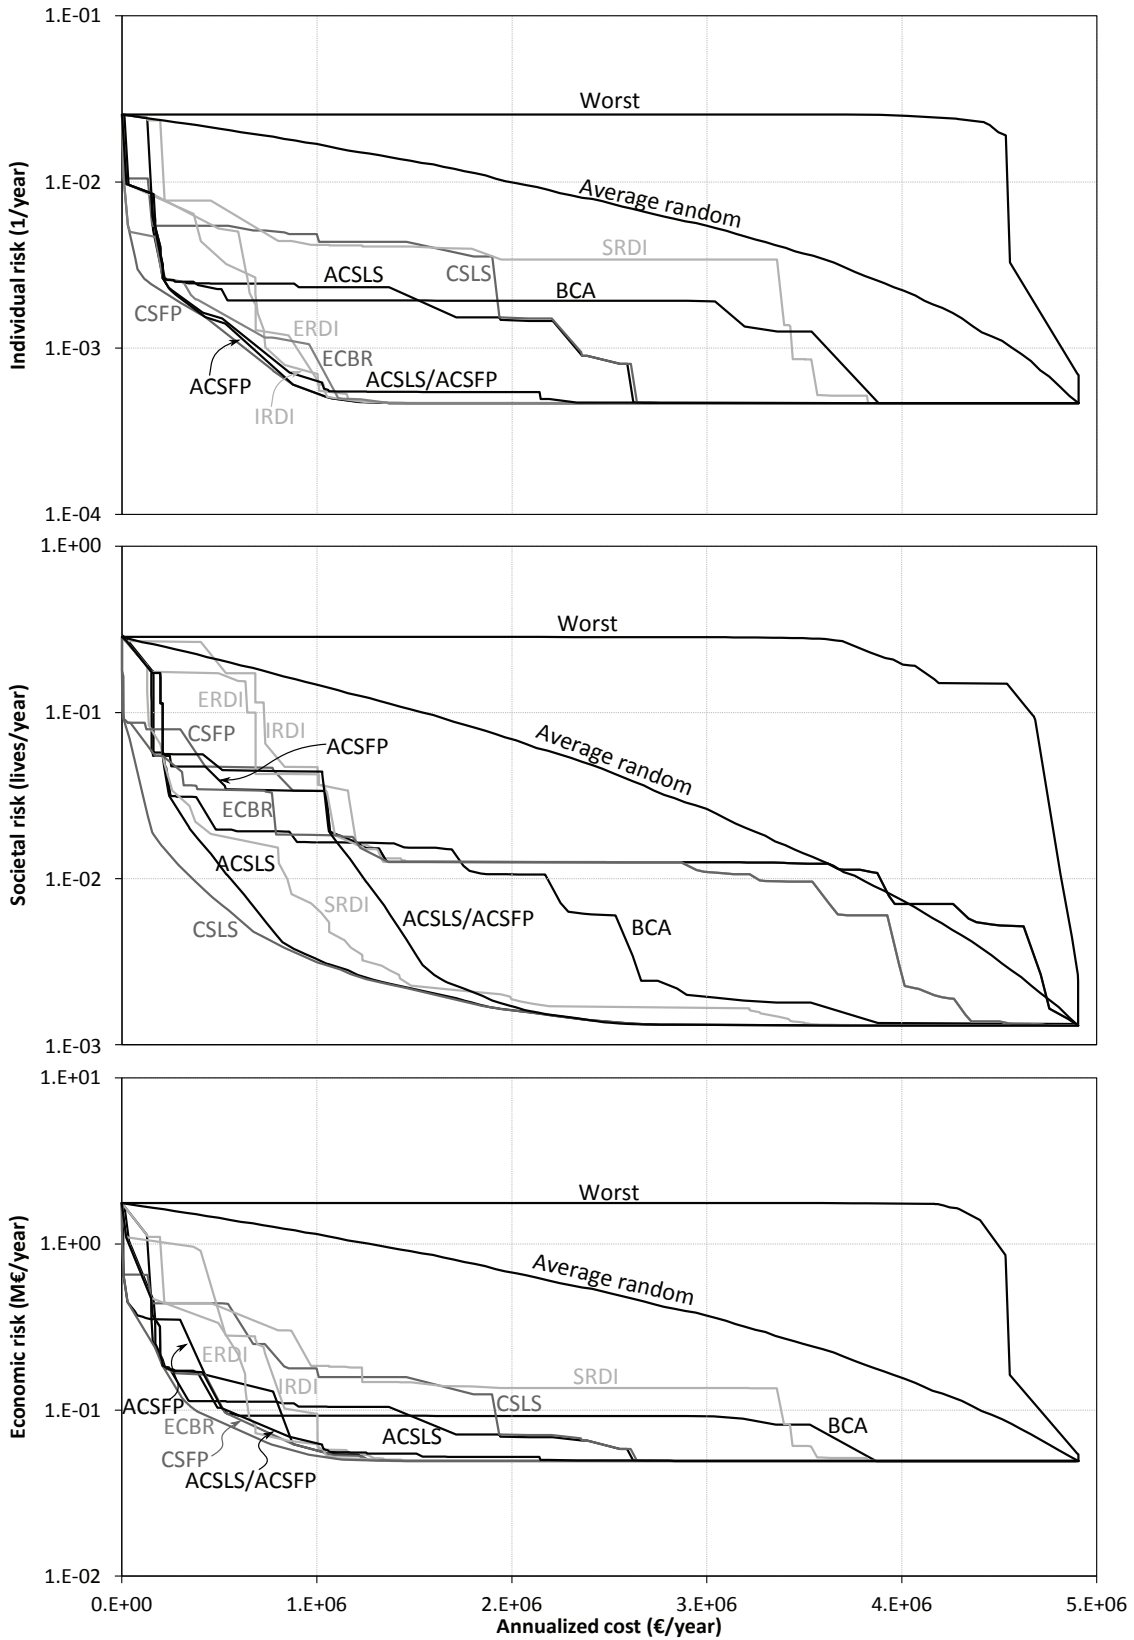 1.E-01
Worst
1.E-02
Average random
SRDI
ACSLS
CSLS
BCA
CSFP
ERDI
1.E-03
ECBR
ACSFP
ACSLS/ACSFP
IRDI
1.E-04
Individual risk (1/year)
1.E+00
Worst
ERDI
1.E-01
CSFP
IRDI
ACSFP
Average random
ECBR
ACSLS
1.E-02
SRDI
ACSLS/ACSFP
CSLS
BCA
1.E-03
Societal risk (lives/year)
1.E+01
Worst
1.E+00
Average random
ERDI
IRDI
SRDI
ACSFP
CSLS
1.E-01
ECBR
ACSLS
BCA
CSFP
ACSLS/ACSFP
1.E-02
Economic risk (M€/year)
0.E+00 1.E+06 2.E+06 3.E+06 4.E+06 5.E+06
Annualized cost (€/year)